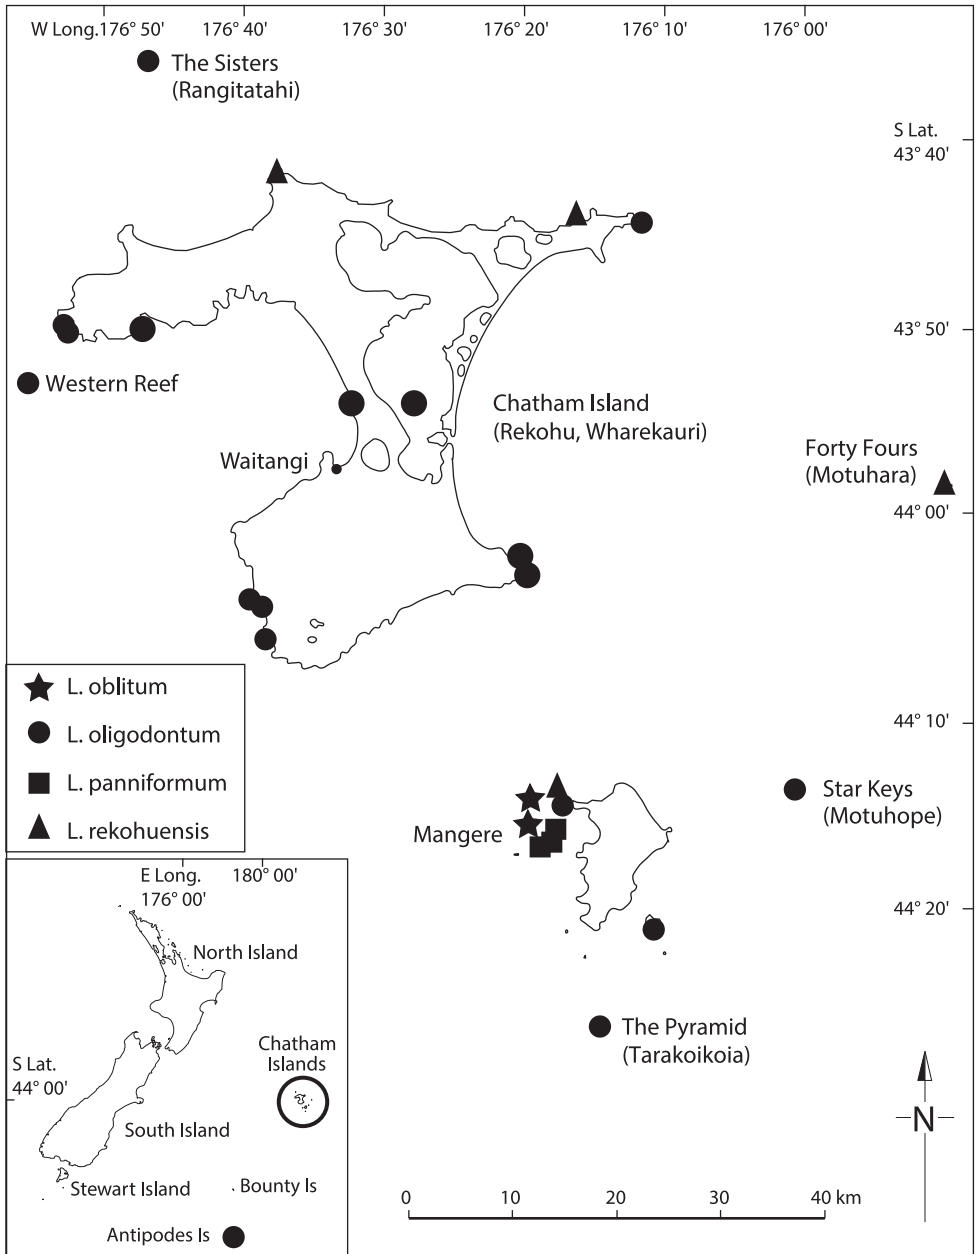 W Long. 176° 50' 176° 40' 176° 30' 176° 20' 176° 10' 176° 00'
The Sisters
(Rangitatahi)
S Lat.
43° 40'
43° 50'
Western Reef
Chatham Island
(Rekohu, Wharekauri)
Forty Fours
(Motuhara)
Waitangi
44° 00'
L. oblitum
L. oligodontum
L. panniformum
L. rekohuensis
44° 10'
Star Keys
(Motuhope)
Mangere
44° 20'
The Pyramid
(Tarakoikoia)
E Long. 180° 00'
176° 00'
North Island
Chatham
Islands
S Lat.
44° 00'
South Island
Stewart Island
Bounty Is
Antipodes Is
N
0 10 20 30 40 km